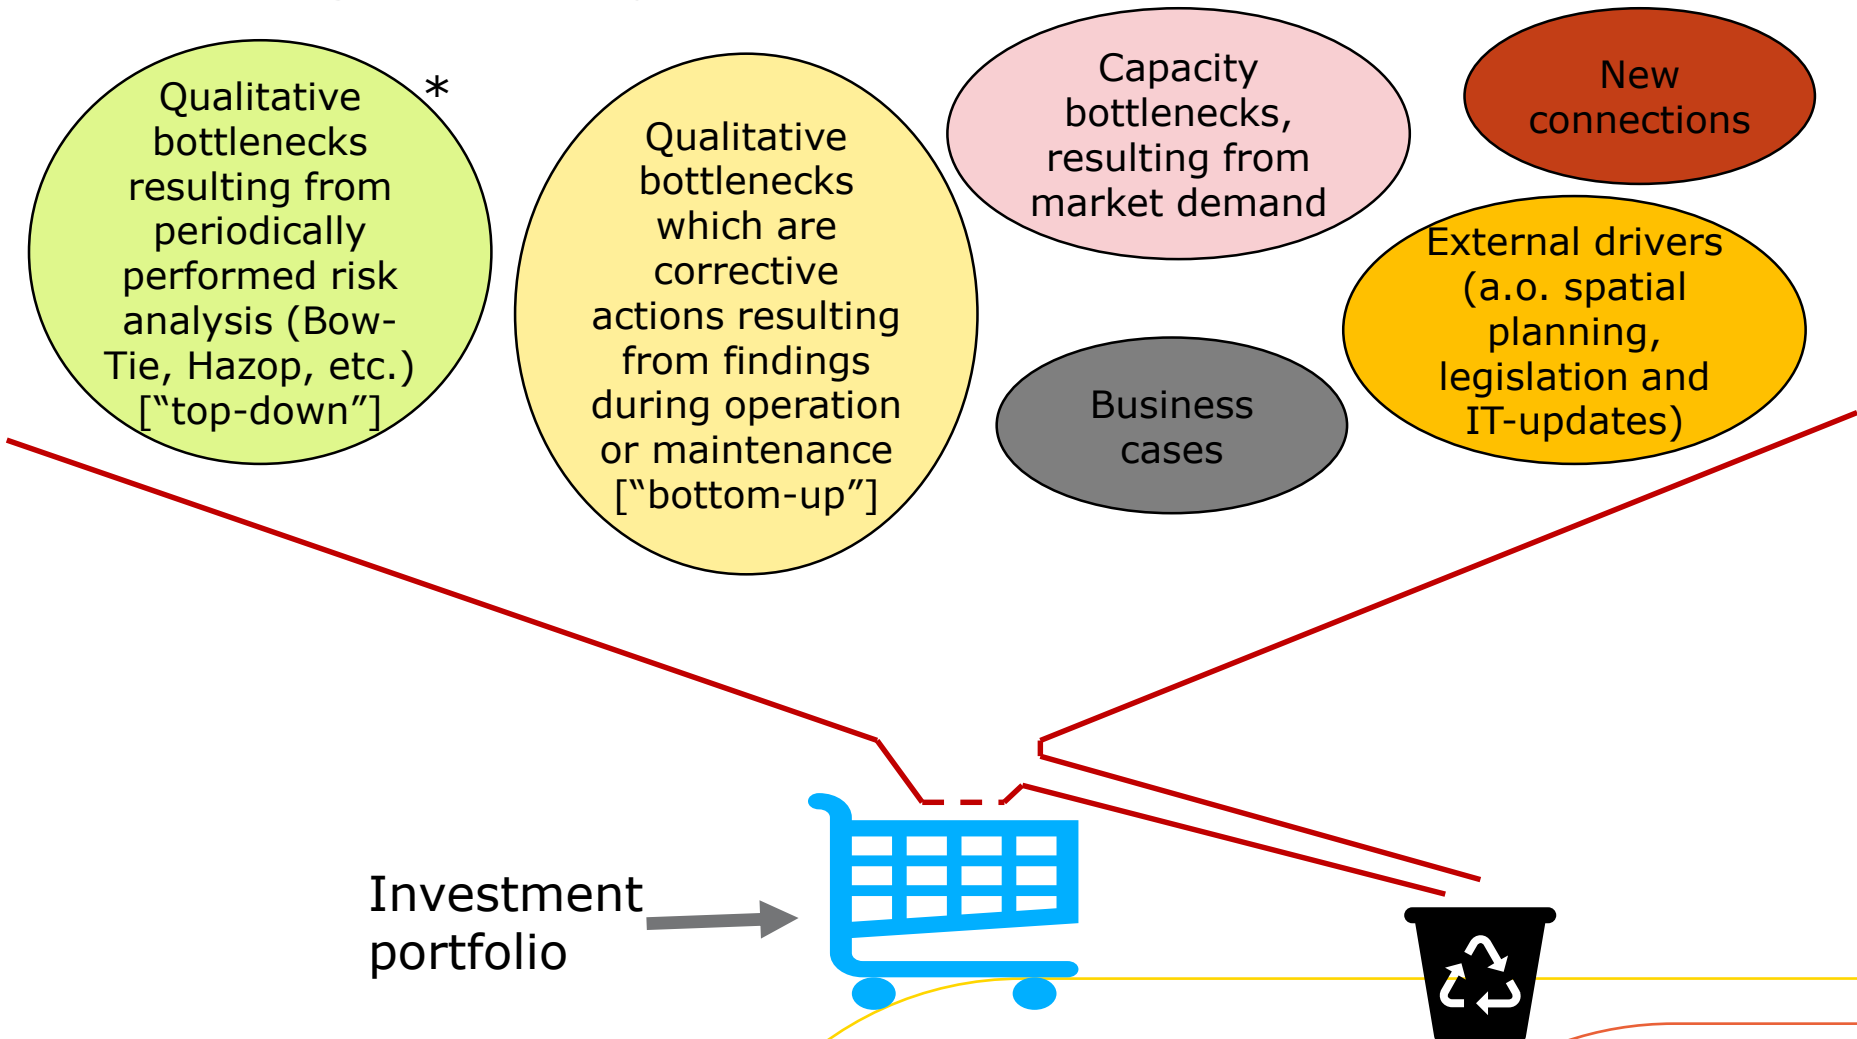 Qualitative
bottlenecks
resulting from
periodically
performed risk
analysis (Bow-
Tie, Hazop, etc.)
[“top-down”]
*
Qualitative
bottlenecks
which are
corrective
actions resulting
from findings
during operation
or maintenance
[“bottom-up”]
Capacity
bottlenecks,
resulting from
market demand
New
connections
External drivers
(a.o. spatial
planning,
legislation and
IT-updates)
Business
cases
Investment
portfolio